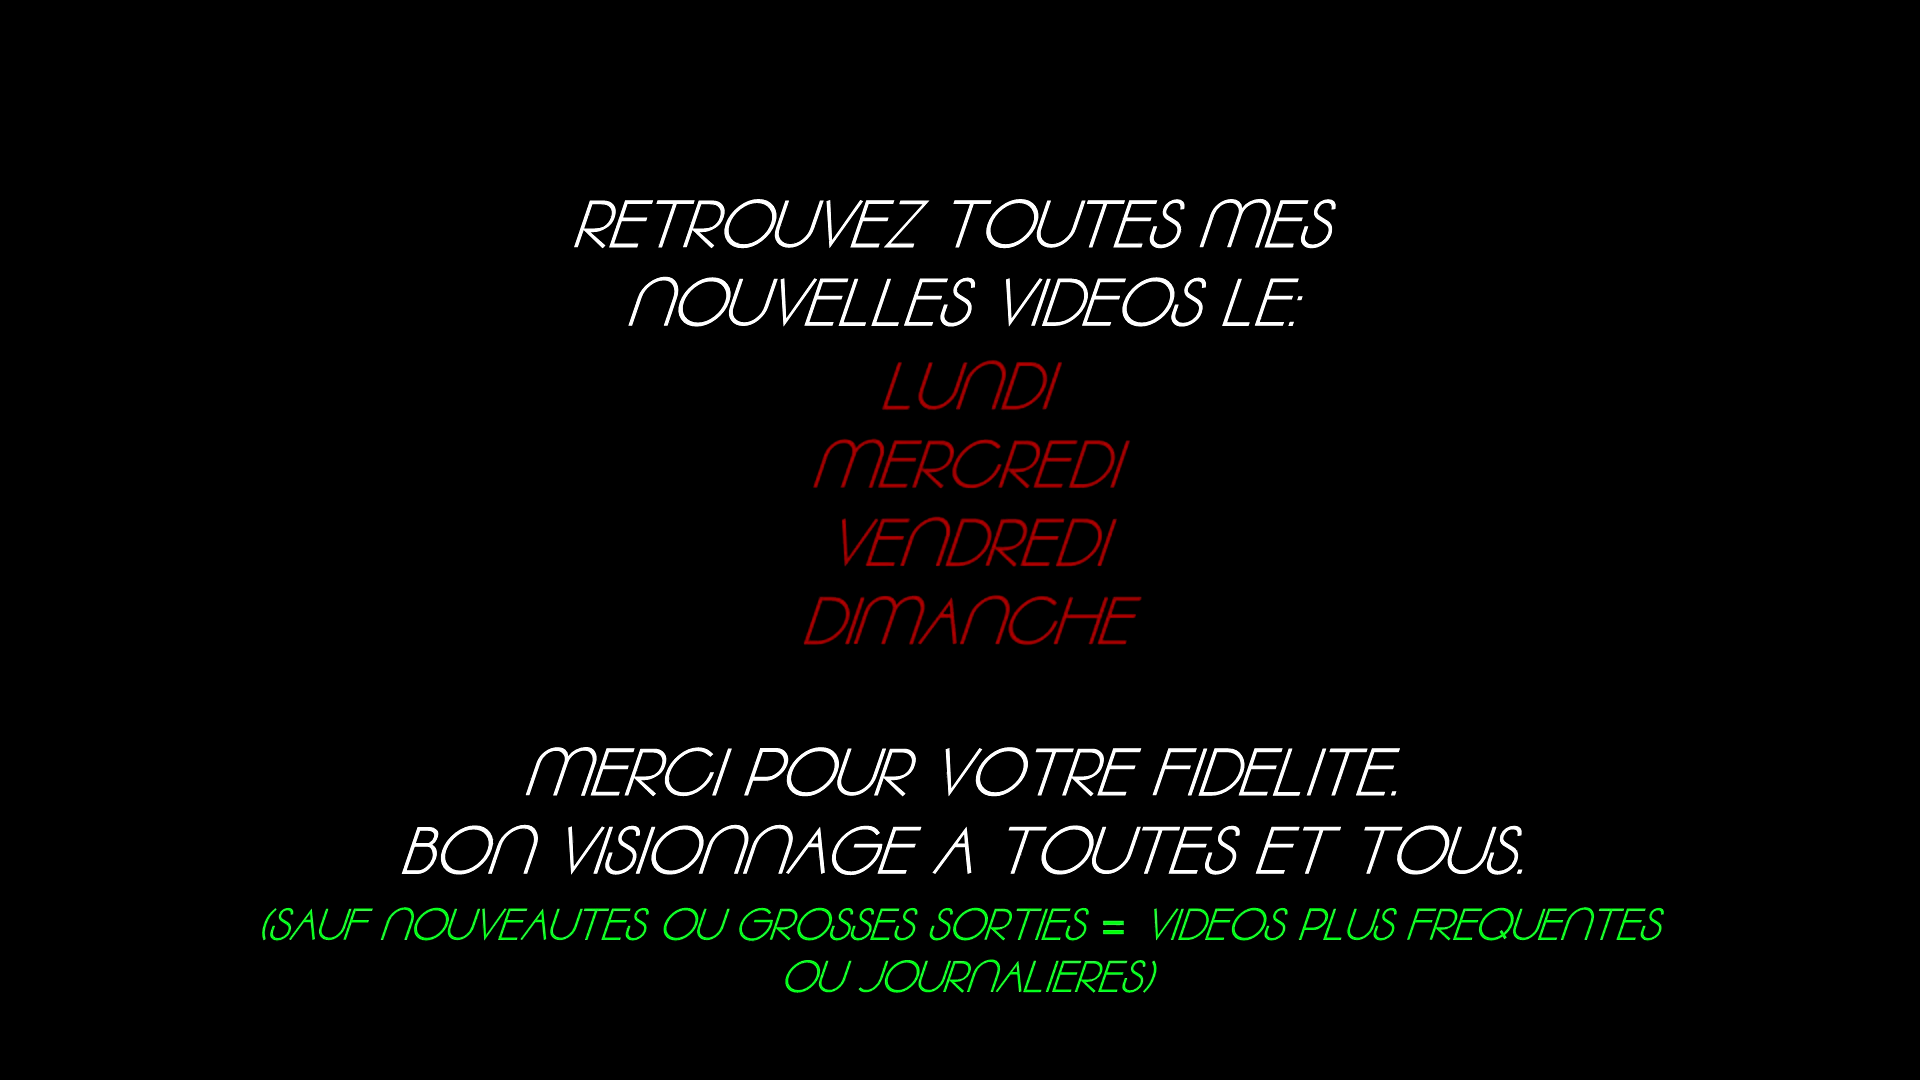 RETROUVEZ TOUTES MES
NOUVELLES VIDEOS LE:
LUNDI
MERCREDI
VENDREDI
DIMANCHE
MERCI POUR VOTRE FIDELITE.
BON VISIONNAGE A TOUTES ET TOUS.
(SAUF NOUVEAUTES OU GROSSES SORTIES = VIDEOS PLUS FREQUENTES
OU JOURNALIERES)